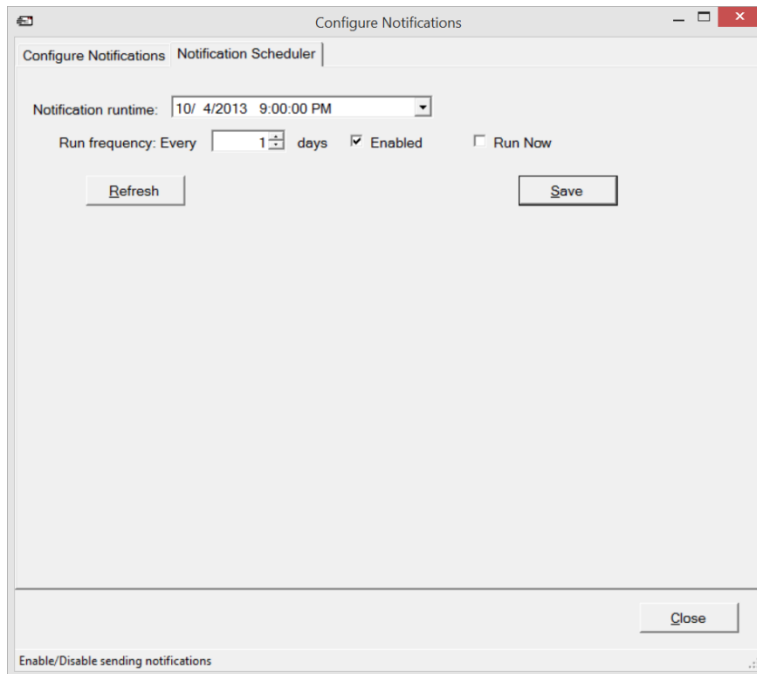 Configure Notifications
Configure Notifications Notification Scheduler
Notification runtime: 10/ 4/2013 9:00:00 PM
Run frequency: Every 1 days Enabled Run Now
Refresh Save
Close
Enable/Disable sending notifications